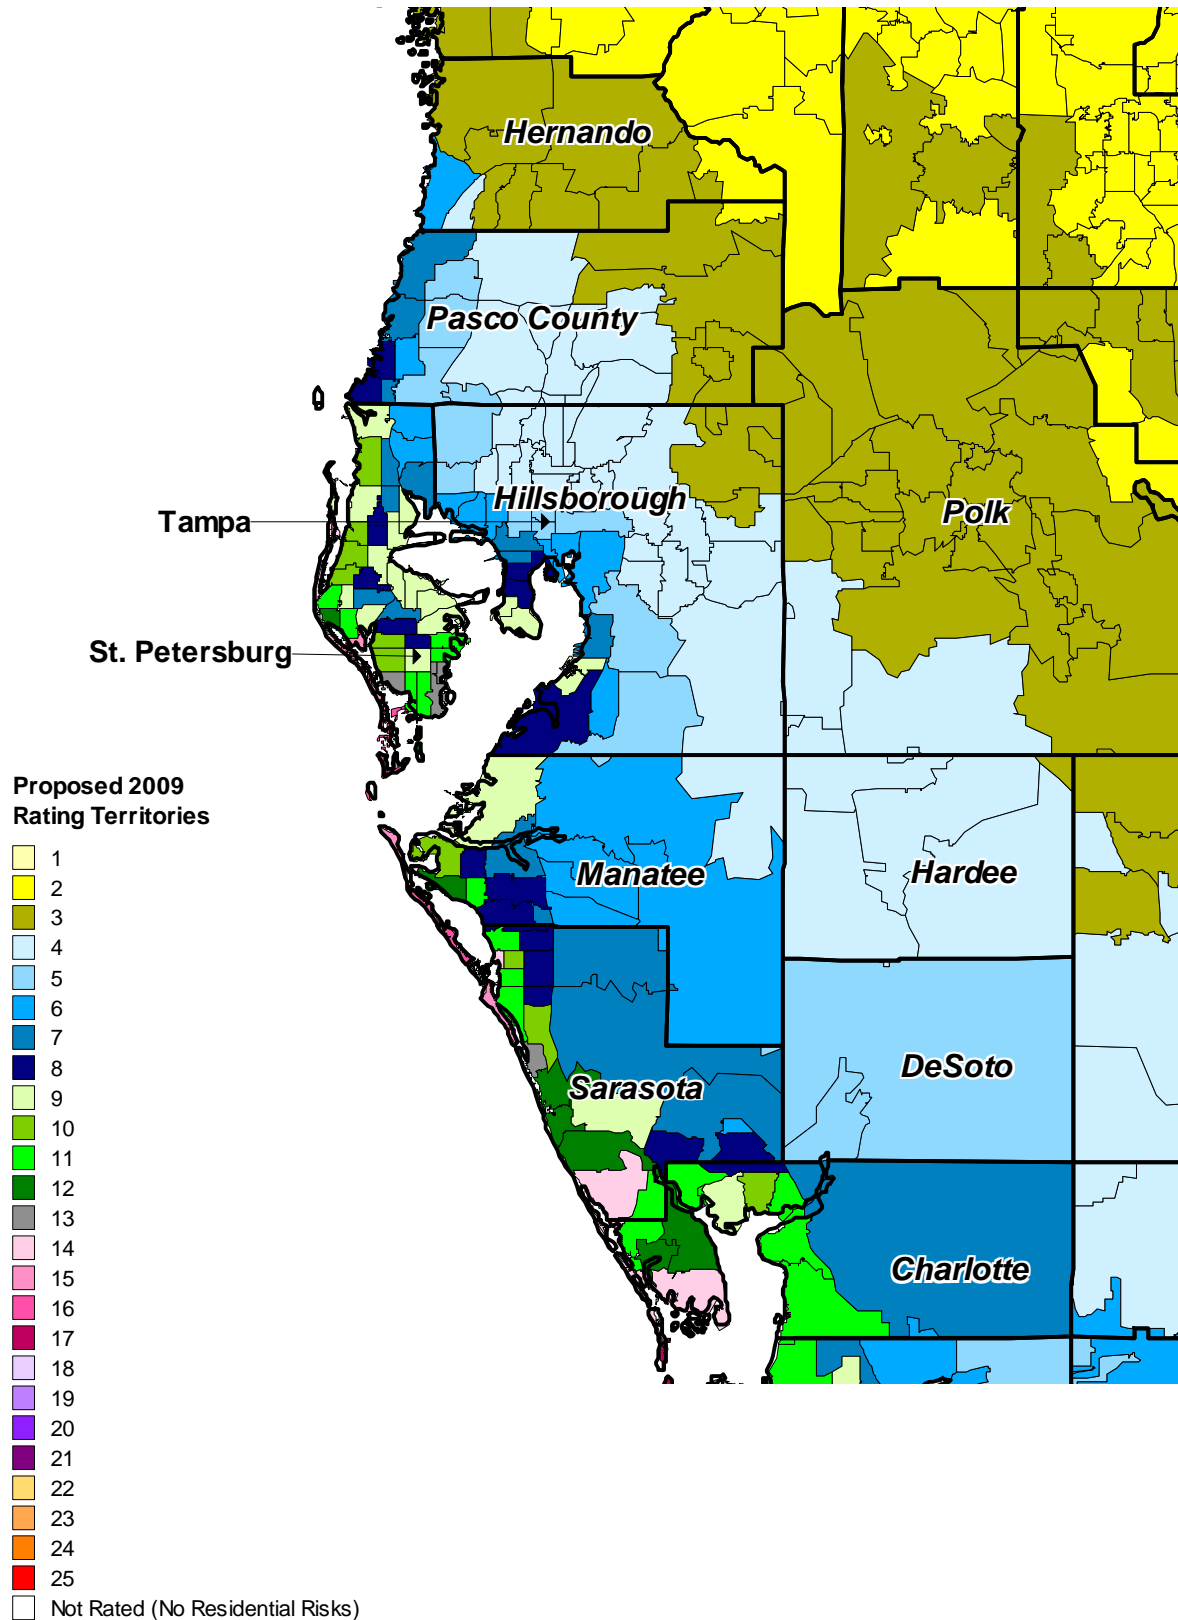 Hernando
Pasco County
Hillsborough
Polk
Tampa
St. Petersburg
Proposed 2009
Rating Territories
1
2
3
4
5
6
7
8
9
10
11
12
13
14
15
16
17
18
19
20
21
22
23
24
25
Not Rated (No Residential Risks)
Manatee
Hardee
DeSoto
Sarasota
Charlotte